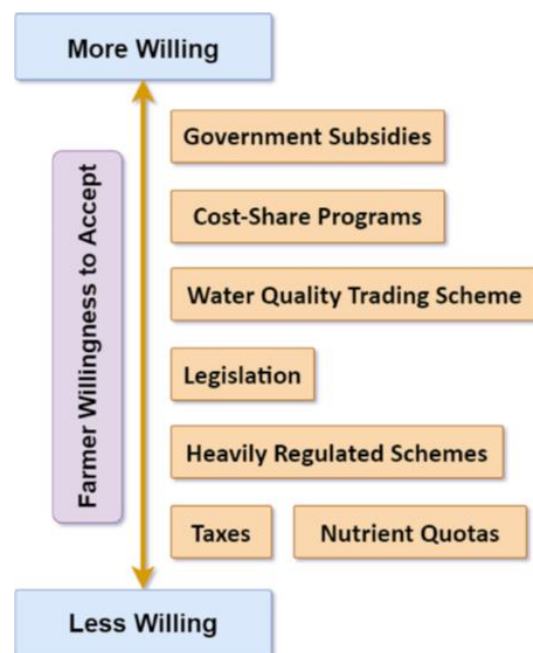 More Willing
Farmer Willingness to Accept
Government Subsidies
Cost-Share Programs
Water Quality Trading Scheme
Legislation
Heavily Regulated Schemes
Taxes
Nutrient Quotas
Less Willing